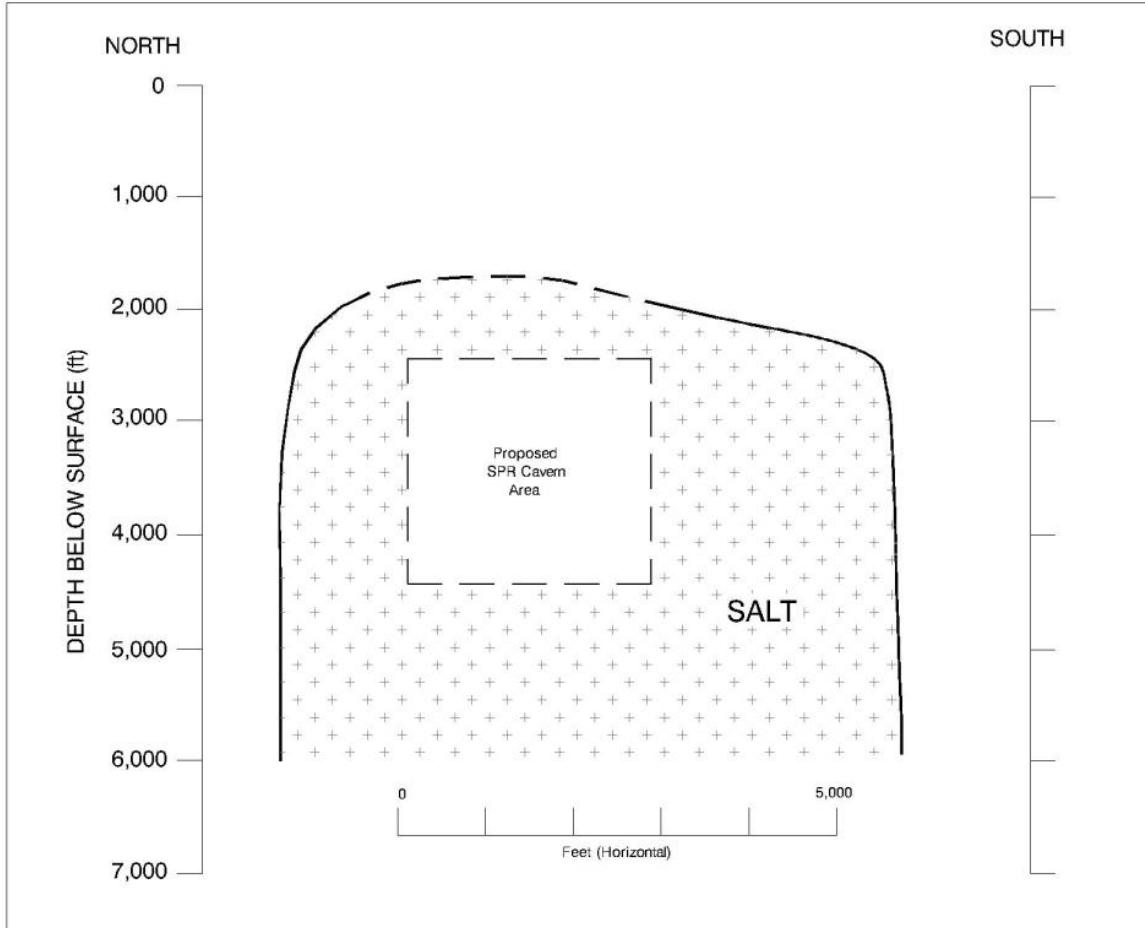 NORTH
SOUTH
0
1,000
2,000
3,000
4,000
5,000
6,000
7,000
DEPTH BELOW SURFACE (ft)
Proposed
SPR Cavern
Area
SALT
0
5,000
Feet (Horizontal)